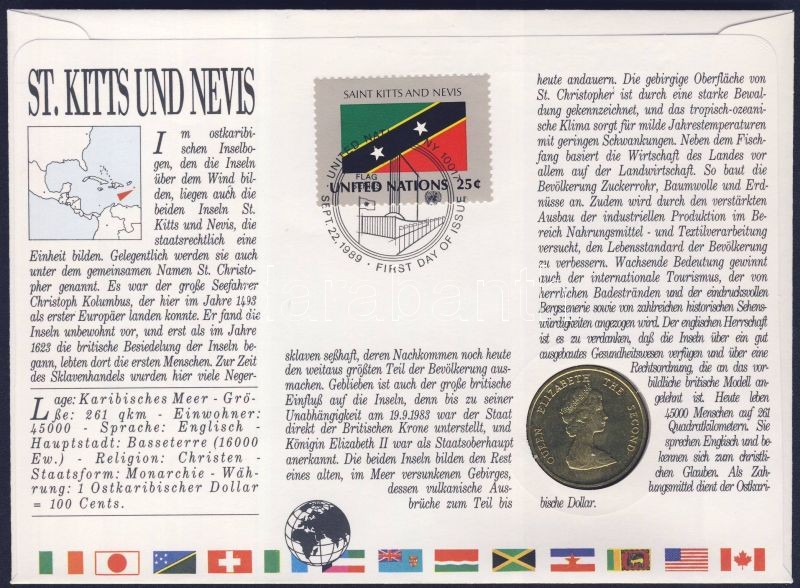 ST. KITTS UND NEVIS
Im ostkaribi-
schen Inselbo-
gen, den die Inseln
über dem Wind bil-
den, liegen auch die
beiden Inseln St.
Kitts und Nevis, die
staatsrechtlich eine
Einheit bilden. Gelegentlich werden sie auch
unter dem gemeinsamen Namen St. Christo-
pher genannt. Es war der große Seefahrer
Christoph Kolumbus, der hier im Jahre 1493
als erster Europäer landen konnte. Er fand die
Inseln unbewohnt vor, und erst als im Jahre
1623 die britische Besiedelung der Inseln be-
gann, lebten dort die ersten Menschen. Zur Zeit
des Sklavenhandels wurden hier viele Neger-
Lage: Karibisches Meer - Grö-
ße: 261 qkm - Einwohner:
45000 - Sprache: Englisch -
Hauptstadt: Basseterre (16000
Ew.) - Religion: Christen -
Staatsform: Monarchie - Wäh-
rung: 1 Ostkaribischer Dollar
= 100 Cents.
SAINT KITTS AND NEVIS
UNITED NATIONS 25¢
UNITED NATIONS, NY 10017
FLAG
SERIES
SEPT. 22, 1989 · FIRST DAY OF ISSUE
sklaven seßhaft, deren Nachkommen noch heute
den weitaus größten Teil der Bevölkerung aus-
machen. Geblieben ist auch der große britische
Einfluß auf die Inseln, denn bis zu seiner
Unabhängigkeit am 19.9.1983 war der Staat
direkt der Britischen Krone unterstellt, und
Königin Elizabeth II war als Staatsoberhaupt
anerkannt. Die beiden Inseln bilden den Rest
eines alten, im Meer versunkenen Gebirges,
dessen vulkanische Aus-
brüche zum Teil bis
heute andauern. Die gebirgige Oberfläche von
St. Christopher ist durch eine starke Bewal-
dung gekennzeichnet, und das tropisch-ozeani-
sche Klima sorgt für milde Jahrestemperaturen
mit geringen Schwankungen. Neben dem Fisch-
fang basiert die Wirtschaft des Landes vor
allem auf der Landwirtschaft. So baut die
Bevölkerung Zuckerrohr, Baumwolle und Erd-
nüsse an. Zudem wird durch den verstärkten
Ausbau der industriellen Produktion im Be-
reich Nahrungsmittel - und Textilverarbeitung
versucht, den Lebensstandard der Bevölkerung
zu verbessern. Wachsende Bedeutung gewinnt
auch der internationale Tourismus, der von
herrlichen Badestränden und der eindrucksvollen
Bergszenerie sowie von zahlreichen historischen Sehens-
würdigkeiten angezogen wird. Der englischen Herrschaft
ist es zu verdanken, daß die Inseln über ein gut
ausgebautes Gesundheitswesen verfügen und über eine
Rechtsordnung, die an das vor-
bildliche britische Modell an-
gelehnt ist. Heute leben
45000 Menschen auf 261
Quadratkilometern. Sie
sprechen Englisch und be-
kennen sich zum christli-
chen Glauben. Als Zah-
lungsmittel dient der Ostkari-
bische Dollar.
QUEEN ELIZABETH THE SECOND